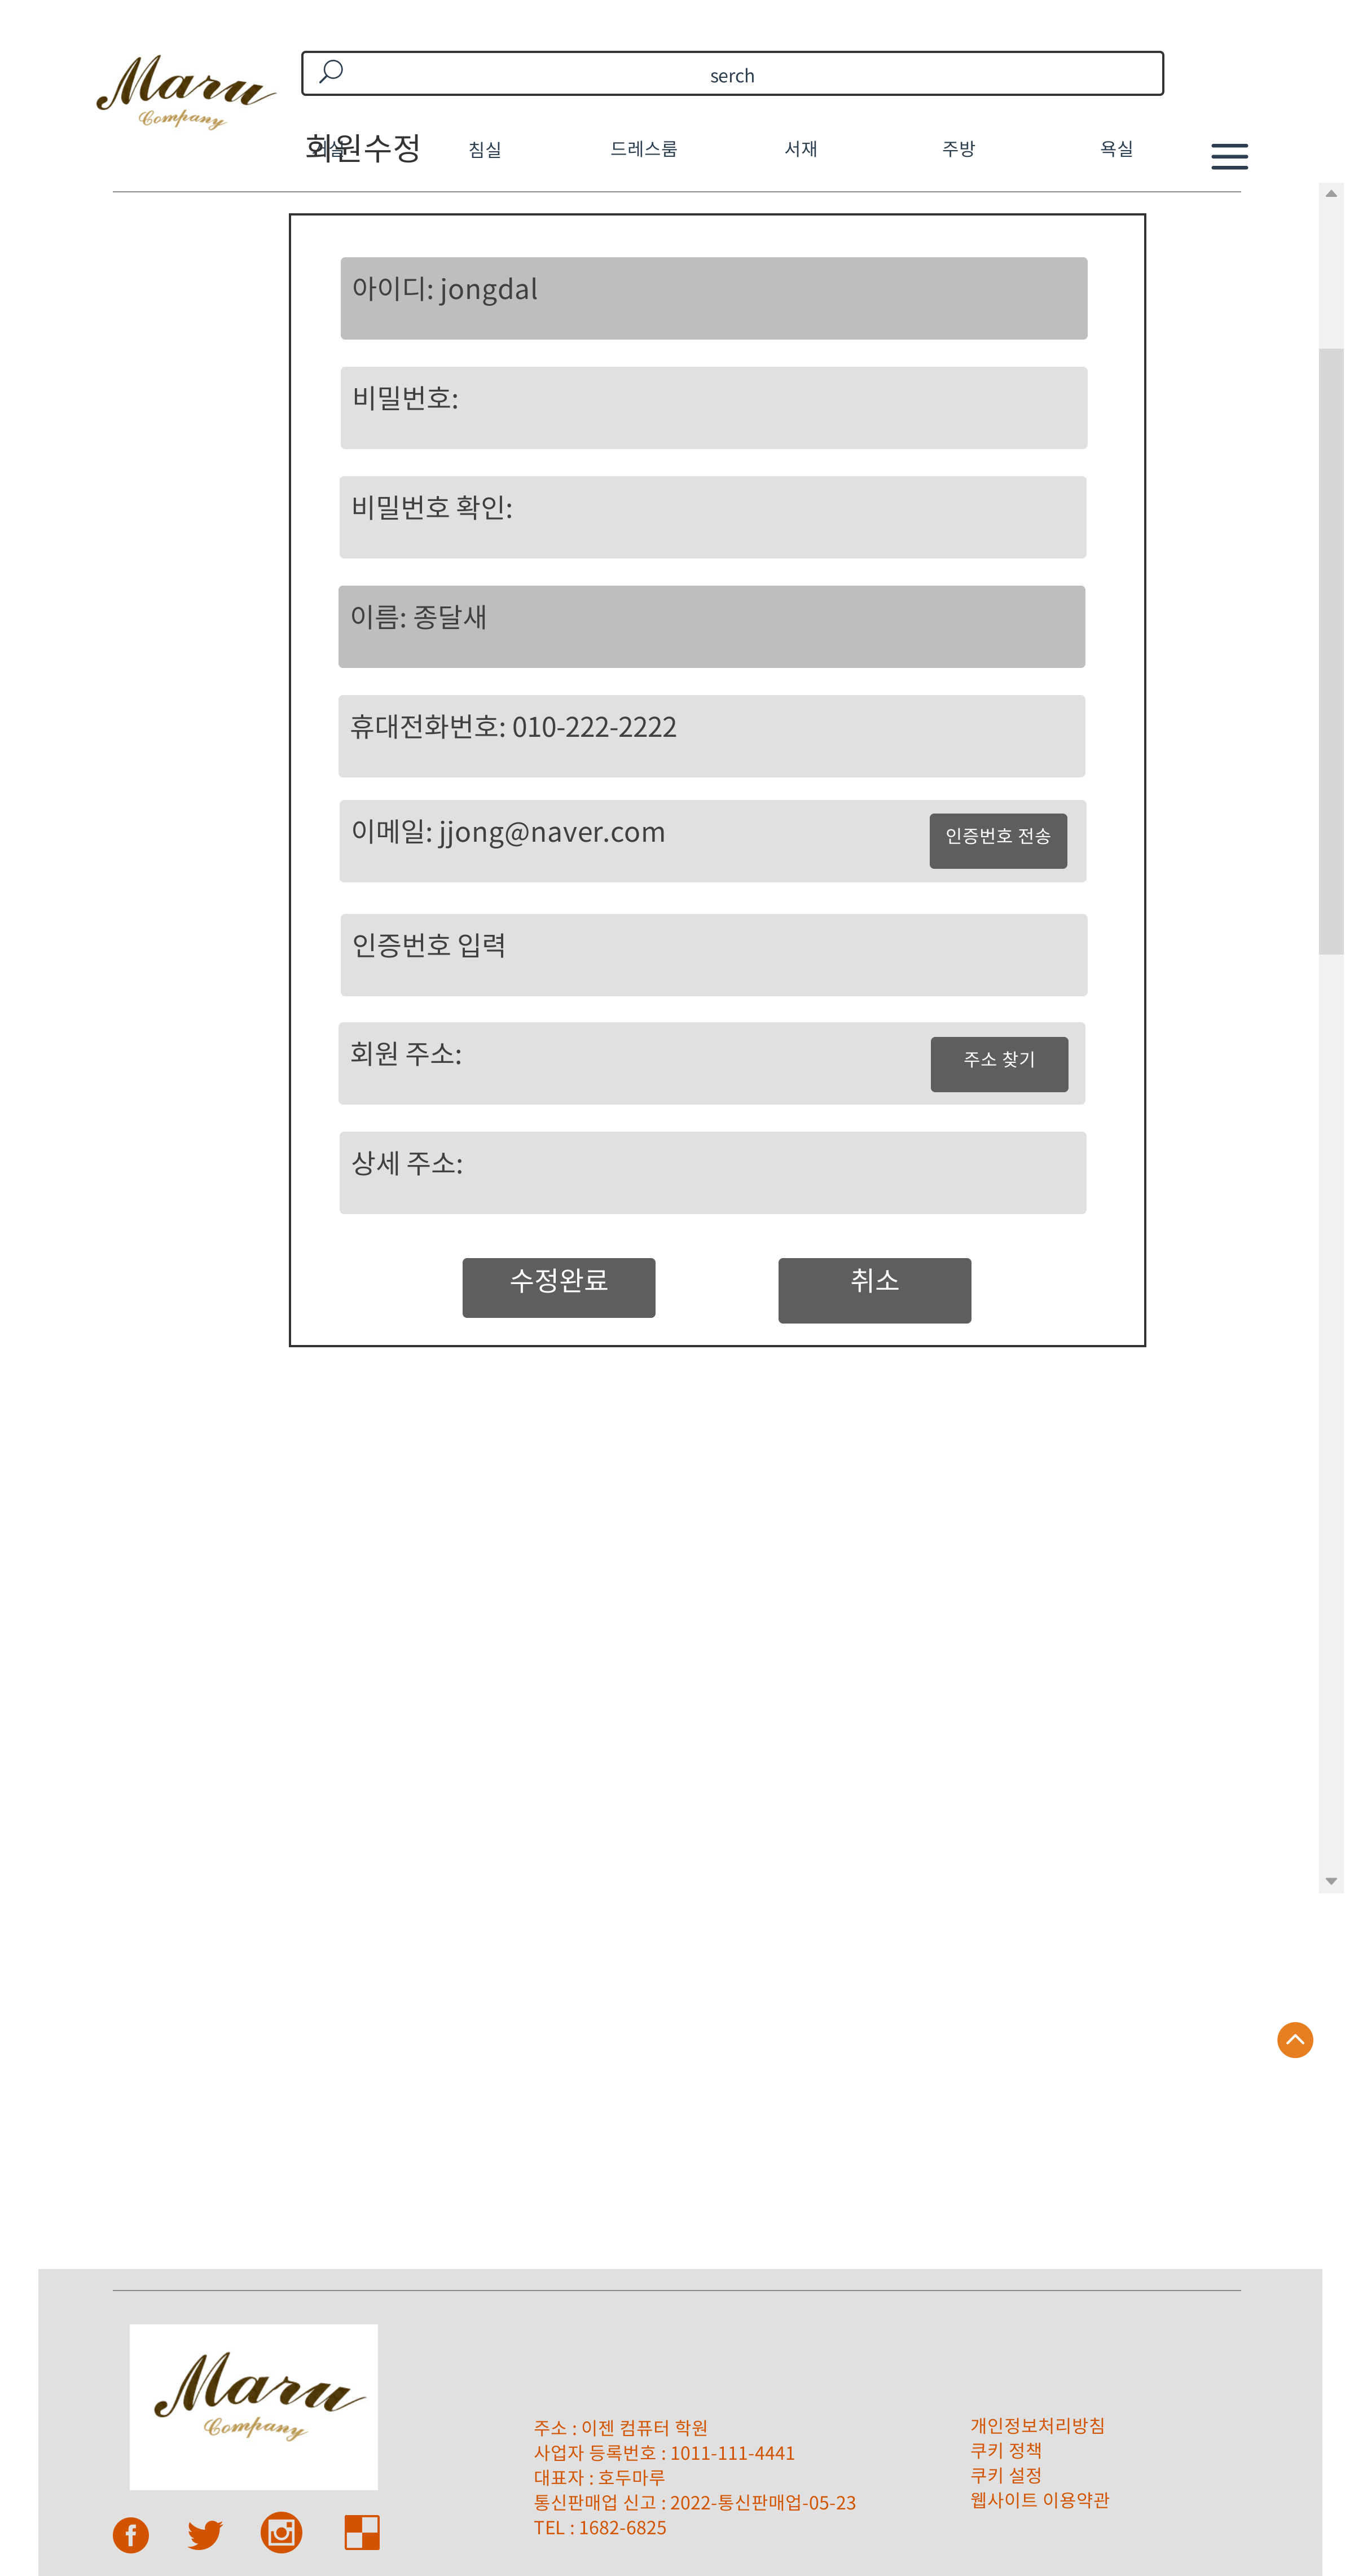 Maru
Company
serch
회원수정
거실
침실
드레스룸
서재
주방
욕실
아이디: jongdal
비밀번호:
비밀번호 확인:
이름: 종달새
휴대전화번호: 010-222-2222
이메일: jjong@naver.com
인증번호 전송
인증번호 입력
회원 주소:
주소 찾기
상세 주소:
수정완료
취소
Maru
Company
주소 : 이젠 컴퓨터 학원
사업자 등록번호 : 1011-111-4441
대표자 : 호두마루
통신판매업 신고 : 2022-통신판매업-05-23
TEL : 1682-6825
개인정보처리방침
쿠키 정책
쿠키 설정
웹사이트 이용약관